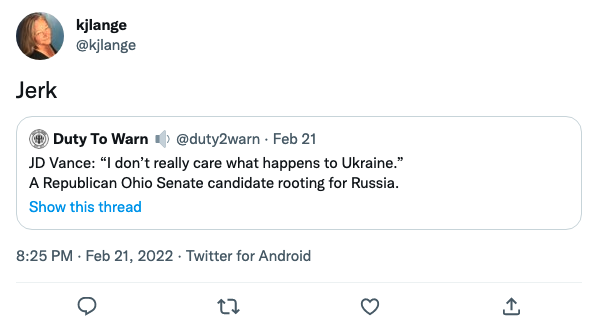 kjlange
@kjlange
Jerk
Duty To Warn 🔊 @duty2warn · Feb 21
JD Vance: “I don’t really care what happens to Ukraine.”
A Republican Ohio Senate candidate rooting for Russia.
Show this thread
8:25 PM · Feb 21, 2022 · Twitter for Android